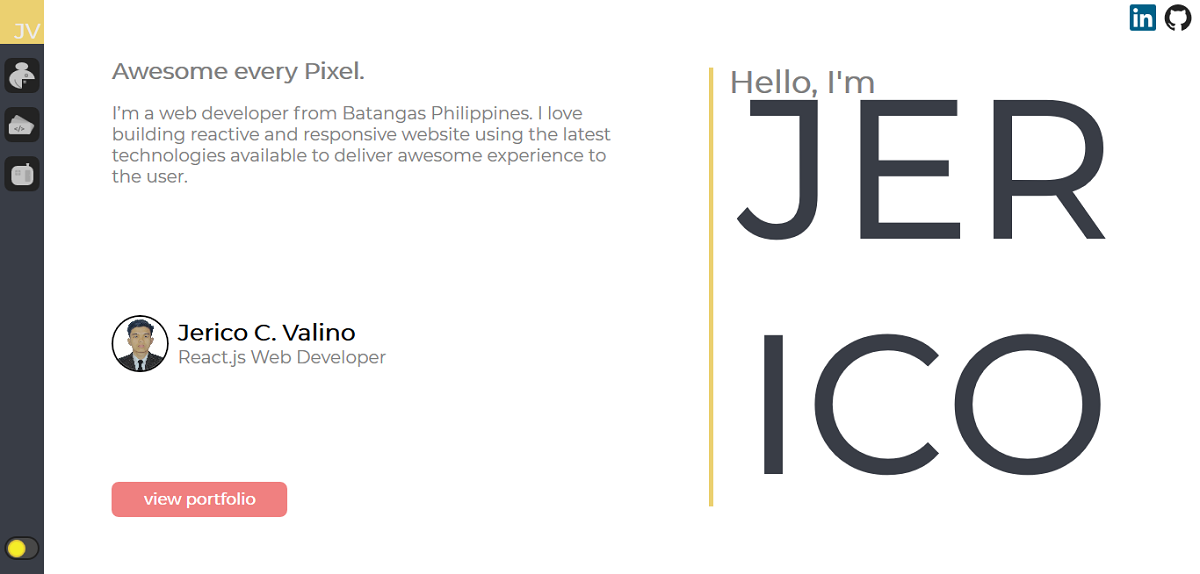 JV
Awesome every Pixel.
I'm a web developer from Batangas Philippines. I love
building reactive and responsive website using the latest
technologies available to deliver awesome experience to
the user.
Jerico C. Valino
React.js Web Developer
view portfolio
Hello, I'm
JER
ICO
in
</>